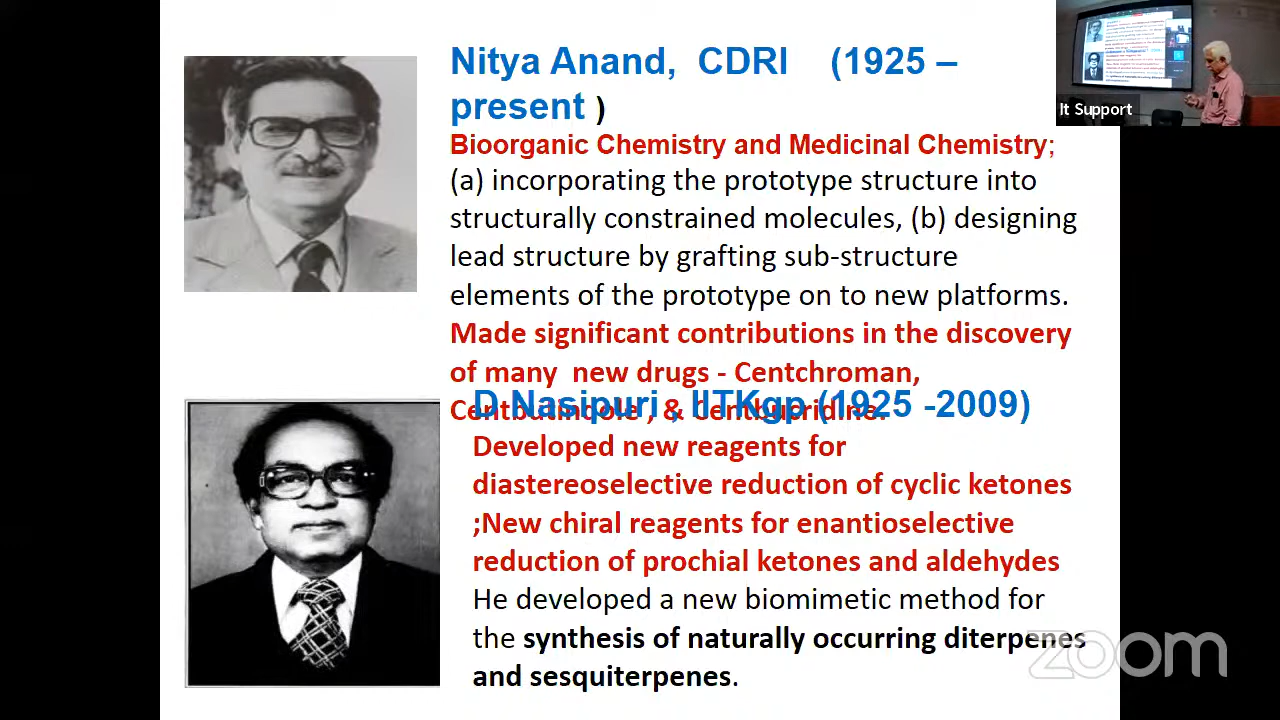 Nitya Anand, CDRI (1925 –
present )
Bioorganic Chemistry and Medicinal Chemistry;
(a) incorporating the prototype structure into
structurally constrained molecules, (b) designing
lead structure by grafting sub-structure
elements of the prototype on to new platforms.
Made significant contributions in the discovery
of many new drugs - Centchroman,
Centbutindole , & Centbucridine.
D Nasipuri , IITKgp (1925 -2009)
Developed new reagents for
diastereoselective reduction of cyclic ketones
;New chiral reagents for enantioselective
reduction of prochial ketones and aldehydes
He developed a new biomimetic method for
the synthesis of naturally occurring diterpenes
and sesquiterpenes.
It Support
zoom